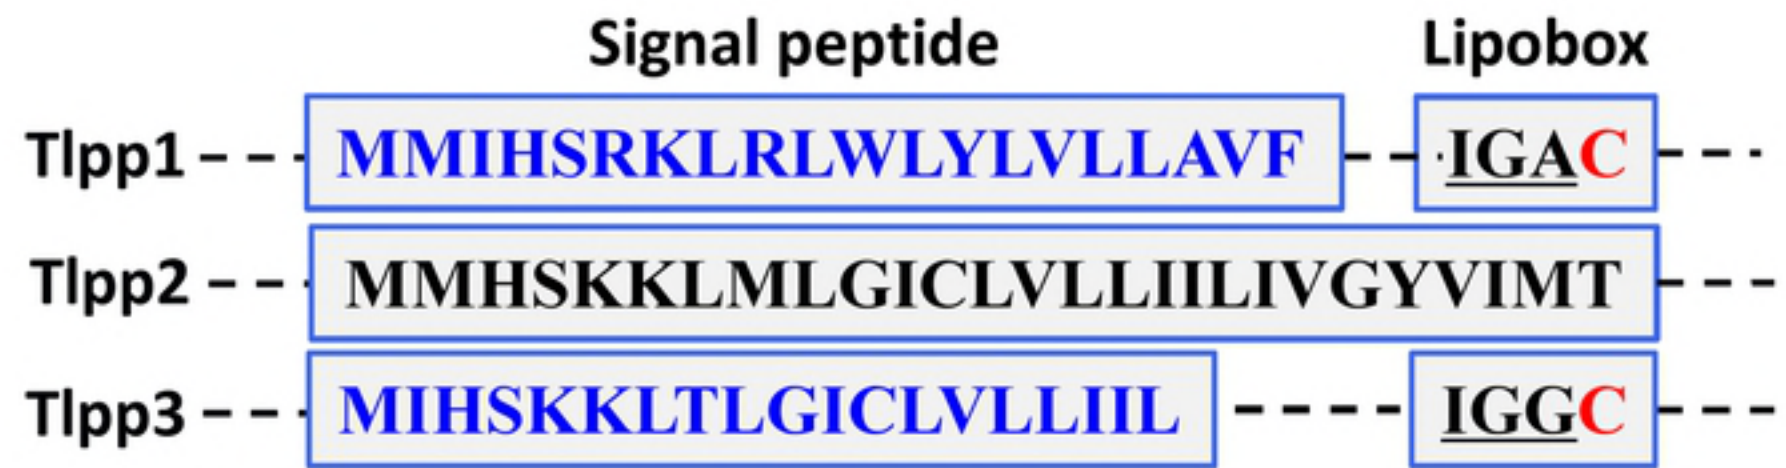 Signal peptide Lipobox
Tlpp1 MMIHSRKLRLWLYLVLLAVF IGAC
Tlpp2 MMHSKKLMLGICLVLLIILIVGYVIMT
Tlpp3 MIHSKKLTLGICLVLLIIL IGGC